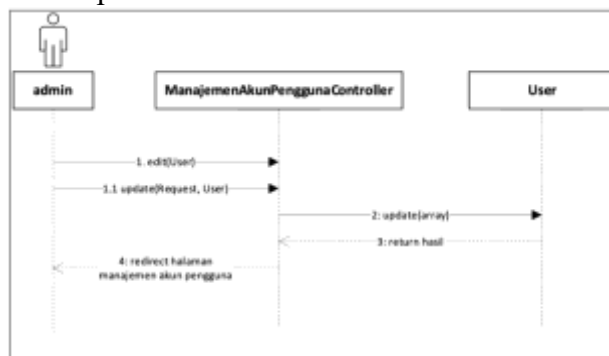 admin
ManajemenAkunPenggunaController
User
1. edit(User)
1.1 update(Request, User)
2: update(array)
3: return hasil
4: redirect halaman
manajemen akun pengguna